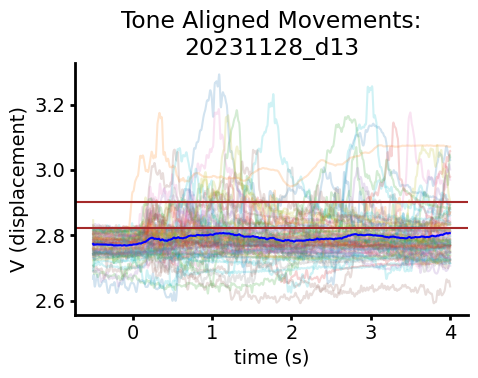 Tone Aligned Movements:
20231128_d13
V (displacement)
3.2
3.0
2.8
2.6
0
1
2
3
4
time (s)